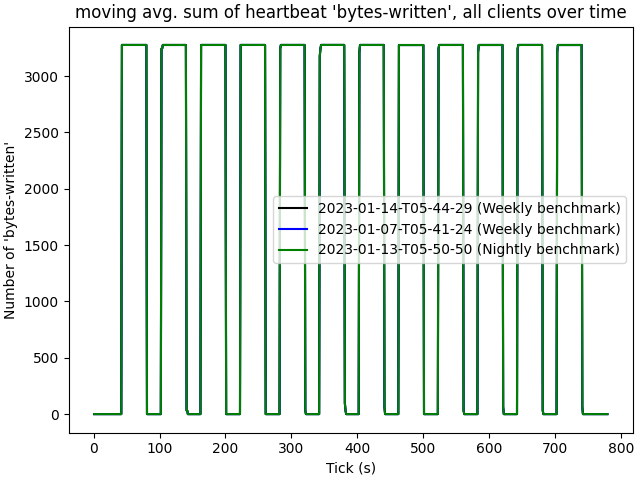 moving avg. sum of heartbeat 'bytes-written', all clients over time
Number of 'bytes-written'
3000
2500
2000
1500
1000
500
0
2023-01-14-T05-44-29 (Weekly benchmark)
2023-01-07-T05-41-24 (Weekly benchmark)
2023-01-13-T05-50-50 (Nightly benchmark)
0 100 200 300 400 500 600 700 800
Tick (s)